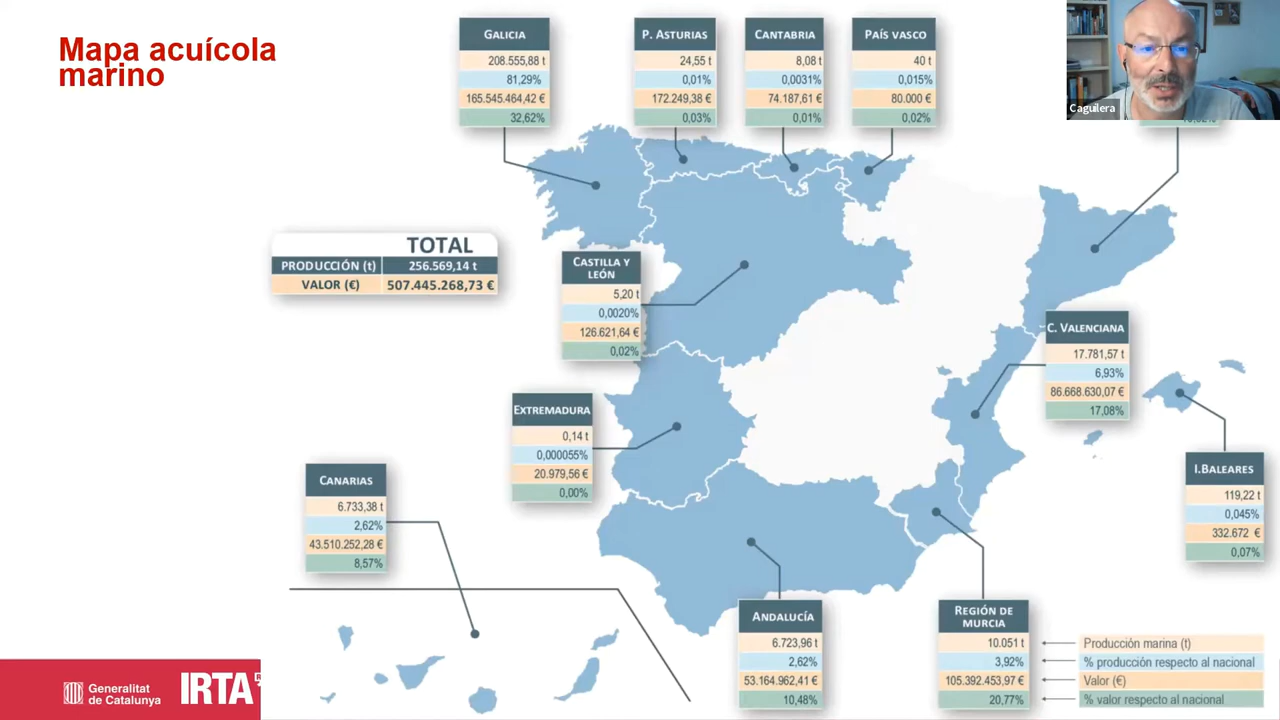 Mapa acuícola
marino
GALICIA
208.555,88 t
81,29%
165.545.464,42 €
32,62%
P. ASTURIAS
24,55 t
0,01%
172.249,38 €
0,03%
CANTABRIA
8,08 t
0,0031%
74.187,61 €
0,01%
PAÍS VASCO
40 t
0,015%
80.000 €
0,02%
Caguilera
TOTAL
PRODUCCIÓN (t) 256.569,14 t
VALOR (€) 507.445.268,73 €
CASTILLA Y
LEÓN
5,20 t
0,0020%
126.621,64 €
0,02%
C. VALENCIANA
17.781,57 t
6,93%
86.668.630,07 €
17,08%
EXTREMADURA
0,14 t
0,000055%
20.979,56 €
0,00%
CANARIAS
6.733,38 t
2,62%
43.510.252,28 €
8,57%
I.BALEARES
119,22 t
0,045%
332.672 €
0,07%
ANDALUCÍA
6.723,96 t
2,62%
53.164.962,41 €
10,48%
REGIÓN DE
MURCIA
10.051 t
3,92%
105.392.453,97 €
20,77%
Producción marina (t)
% producción respecto al nacional
Valor (€)
% valor respecto al nacional
Generalitat
de Catalunya
IRTA